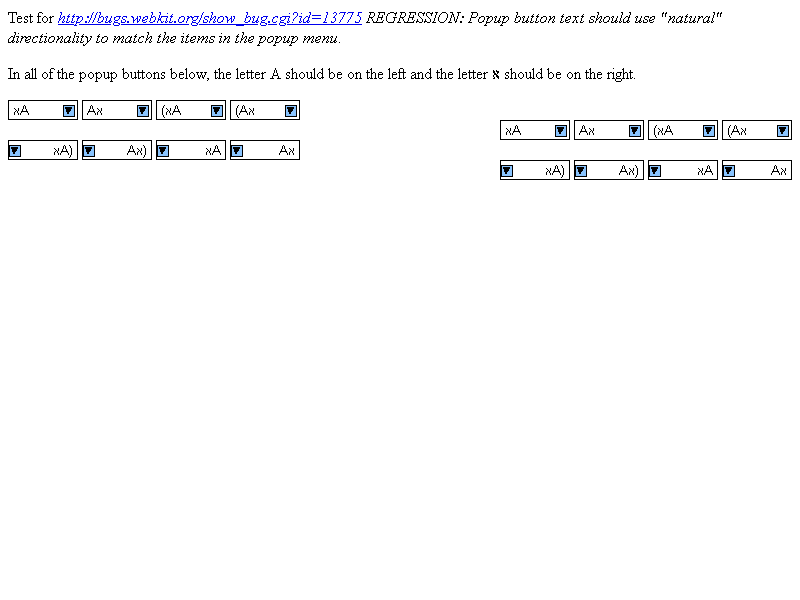 Test for http://bugs.webkit.org/show_bug.cgi?id=13775 REGRESSION: Popup button text should use "natural"
directionality to match the items in the popup menu.
In all of the popup buttons below, the letter A should be on the left and the letter א should be on the right.
אA Aא (אA (Aא
אA) Aא) אA Aא
אA Aא (אA (Aא
אA) Aא) אA Aא